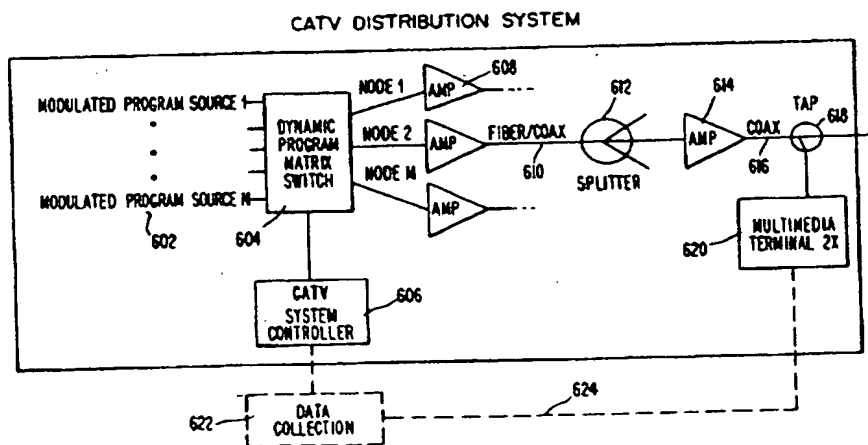 CATV DISTRIBUTION SYSTEM
MODULATED PROGRAM SOURCE 1
MODULATED PROGRAM SOURCE N
602
DYNAMIC
PROGRAM
MATRIX
SWITCH
604
NODE 1
NODE 2
NODE M
AMP
608
AMP
AMP
FIBER/COAX
610
612
SPLITTER
614
AMP
COAX
616
TAP
618
620
MULTIMEDIA
TERMINAL 2X
CATV
SYSTEM
CONTROLLER
606
622
DATA
COLLECTION
624